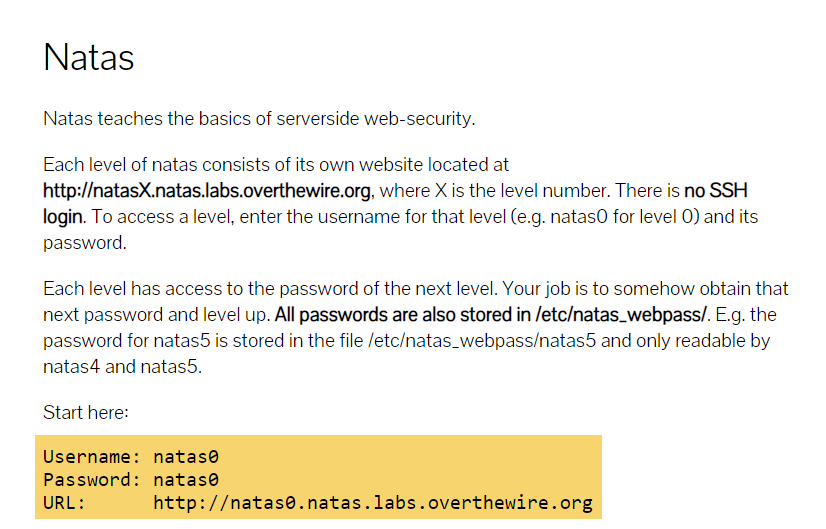 Natas
Natas teaches the basics of serverside web-security.
Each level of natas consists of its own website located at
http://natasX.natas.labs.overthewire.org, where X is the level number. There is no SSH
login. To access a level, enter the username for that level (e.g. natas0 for level 0) and its
password.
Each level has access to the password of the next level. Your job is to somehow obtain that
next password and level up. All passwords are also stored in /etc/natas_webpass/. E.g. the
password for natas5 is stored in the file /etc/natas_webpass/natas5 and only readable by
natas4 and natas5.
Start here:
Username: natas0
Password: natas0
URL:      http://natas0.natas.labs.overthewire.org